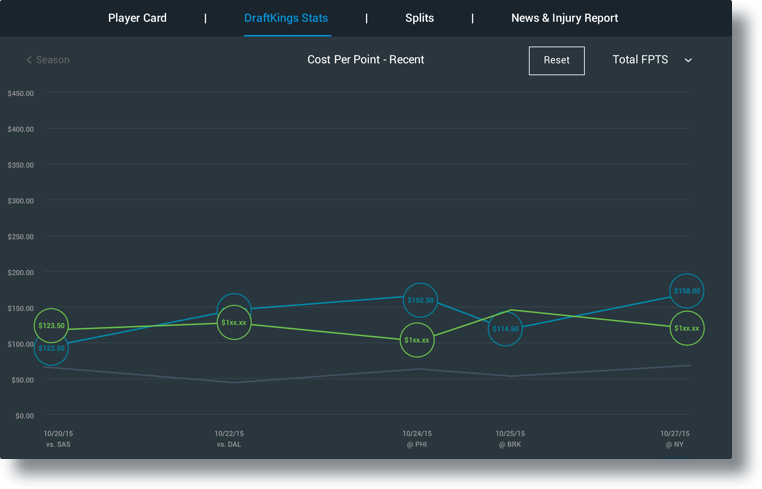 Player Card | DraftKings Stats | Splits | News & Injury Report
Season Cost Per Point - Recent Reset Total FPTS
$450.00
$400.00
$350.00
$300.00
$250.00
$200.00
$158.00
$152.50
$150.00
$123.50 $1xx.xx $114.50 $1xx.xx
$1xx.xx
$100.00 $123.50
$50.00
$0.00
10/20/15 10/22/15 10/24/15 10/25/15 10/27/15
vs. SAS vs. DAL @ PHI @ BRK @ NY